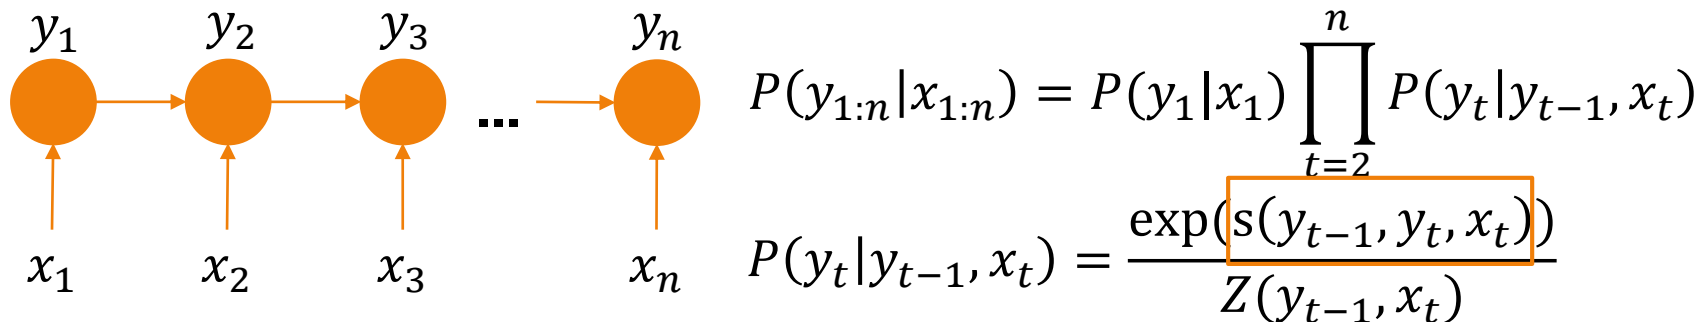 y₁ y₂ y₃ yₙ
...
x₁ x₂ x₃ xₙ
P(y₁:ₙ|x₁:ₙ) = P(y₁|x₁) ∏ₜ₌₂ⁿ P(yₜ|yₜ₋₁, xₜ)
P(yₜ|yₜ₋₁, xₜ) = exp(s(yₜ₋₁, yₜ, xₜ)) / Z(yₜ₋₁, xₜ)